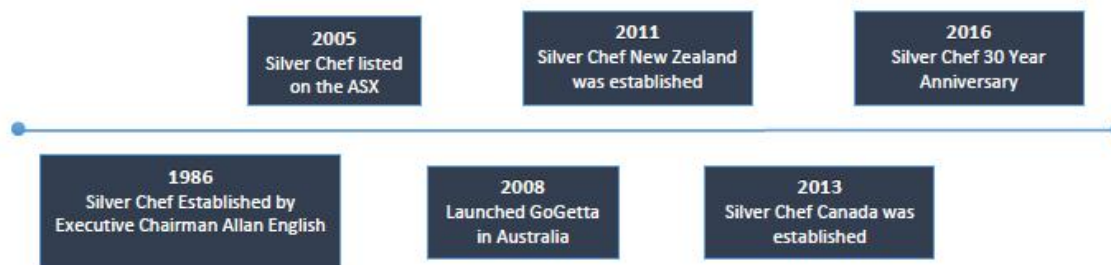 2005
Silver Chef listed
on the ASX
2011
Silver Chef New Zealand
was established
2016
Silver Chef 30 Year
Anniversary
1986
Silver Chef Established by
Executive Chairman Allan English
2008
Launched GoGetta
in Australia
2013
Silver Chef Canada was
established